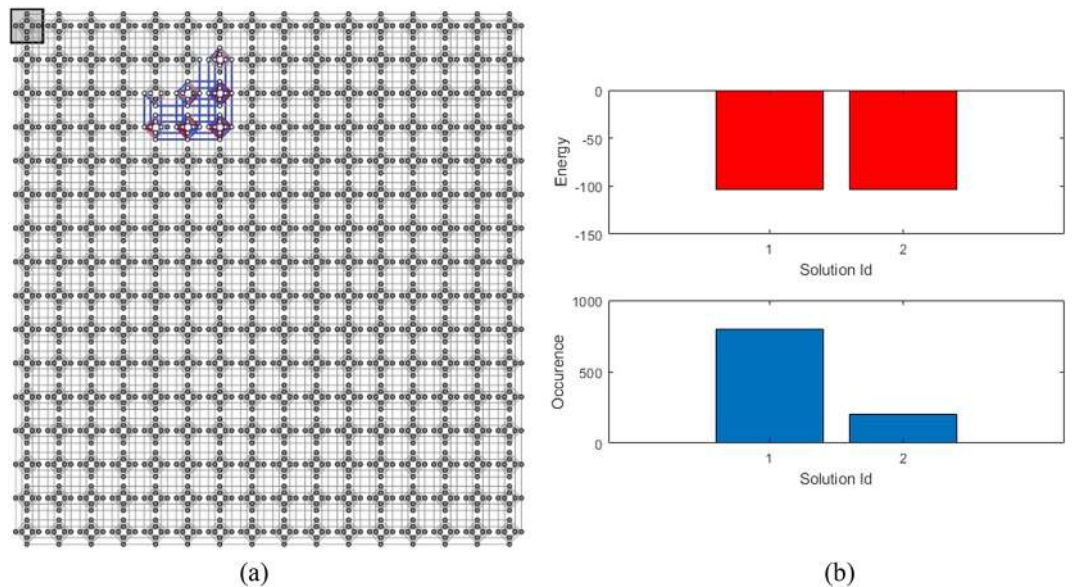 0
-50
-100
-150
Energy
1 2
Solution Id
1000
500
0
Occurence
1 2
Solution Id
(a) (b)